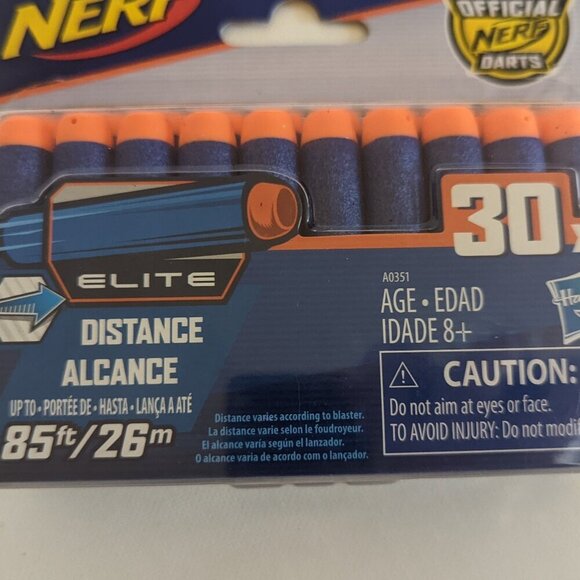 NERF
OFFICIAL
NERF
DARTS
30x
ELITE
A0351
AGE • EDAD
IDADE 8+
DISTANCE
ALCANCE
UP TO • PORTÉE DE • HASTA • LANÇA A ATÉ
85ft/26m
Distance varies according to blaster.
La distance varie selon le foudroyeur.
El alcance varía según el lanzador.
O alcance varia de acordo com o lançador.
⚠ CAUTION:
Do not aim at eyes or face.
TO AVOID INJURY: Do not modi